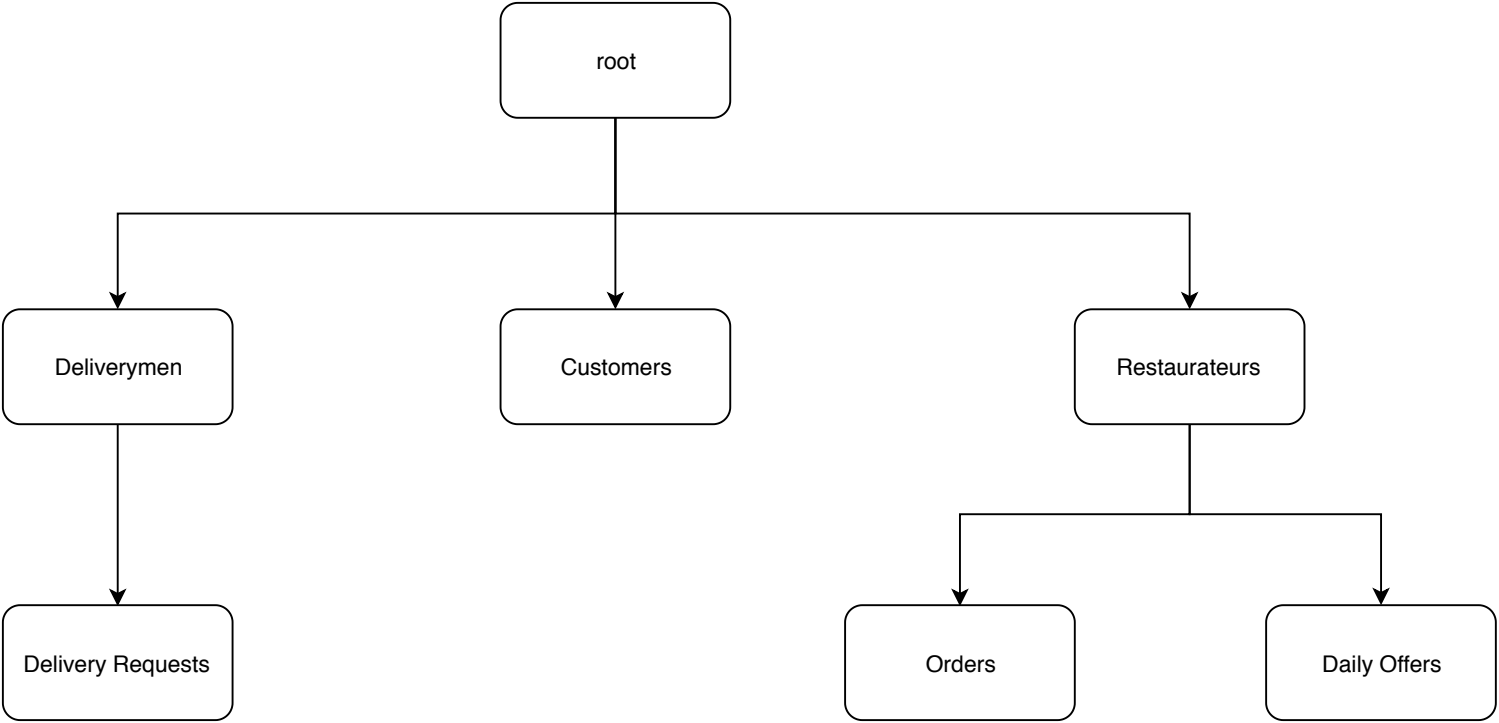 root
Deliverymen
Customers
Restaurateurs
Delivery Requests
Orders
Daily Offers